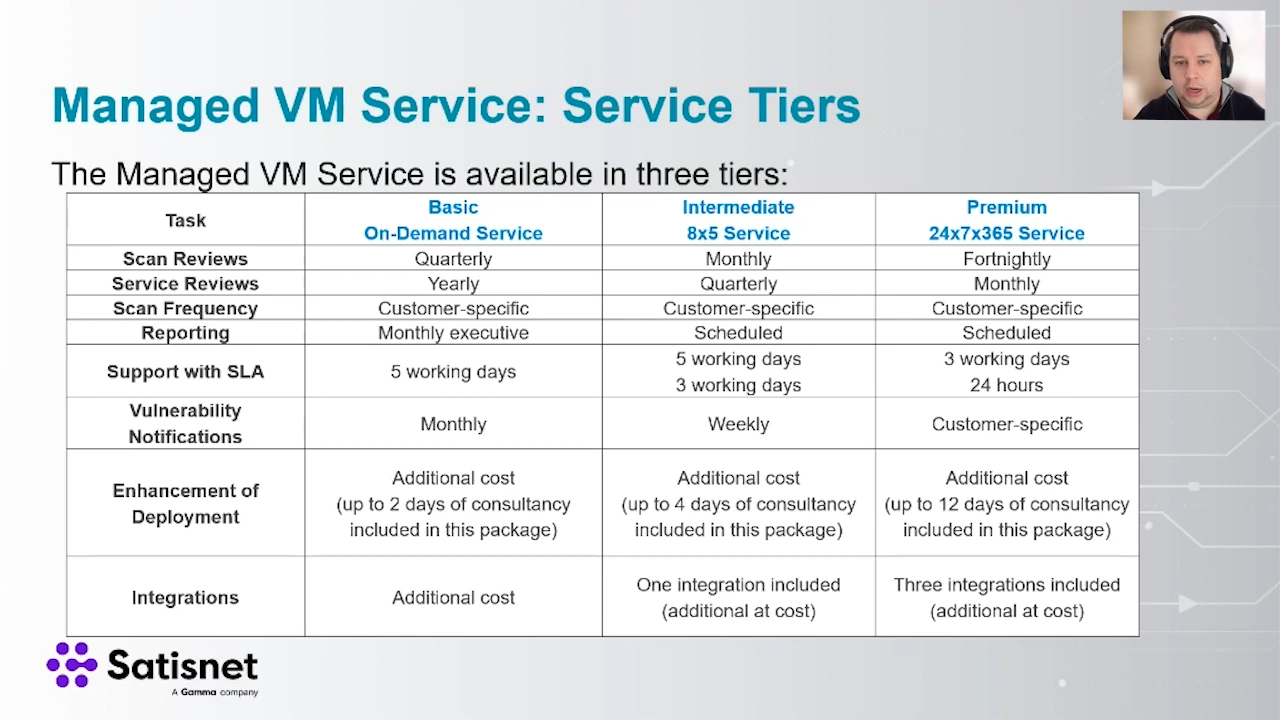 Managed VM Service: Service Tiers
The Managed VM Service is available in three tiers:
Task
Basic
On-Demand Service
Intermediate
8x5 Service
Premium
24x7x365 Service
Scan Reviews
Quarterly
Monthly
Fortnightly
Service Reviews
Yearly
Quarterly
Monthly
Scan Frequency
Customer-specific
Customer-specific
Customer-specific
Reporting
Monthly executive
Scheduled
Scheduled
Support with SLA
5 working days
5 working days
3 working days
3 working days
24 hours
Vulnerability
Notifications
Monthly
Weekly
Customer-specific
Enhancement of
Deployment
Additional cost
(up to 2 days of consultancy
included in this package)
Additional cost
(up to 4 days of consultancy
included in this package)
Additional cost
(up to 12 days of consultancy
included in this package)
Integrations
Additional cost
One integration included
(additional at cost)
Three integrations included
(additional at cost)
Satisnet
A Gamma company